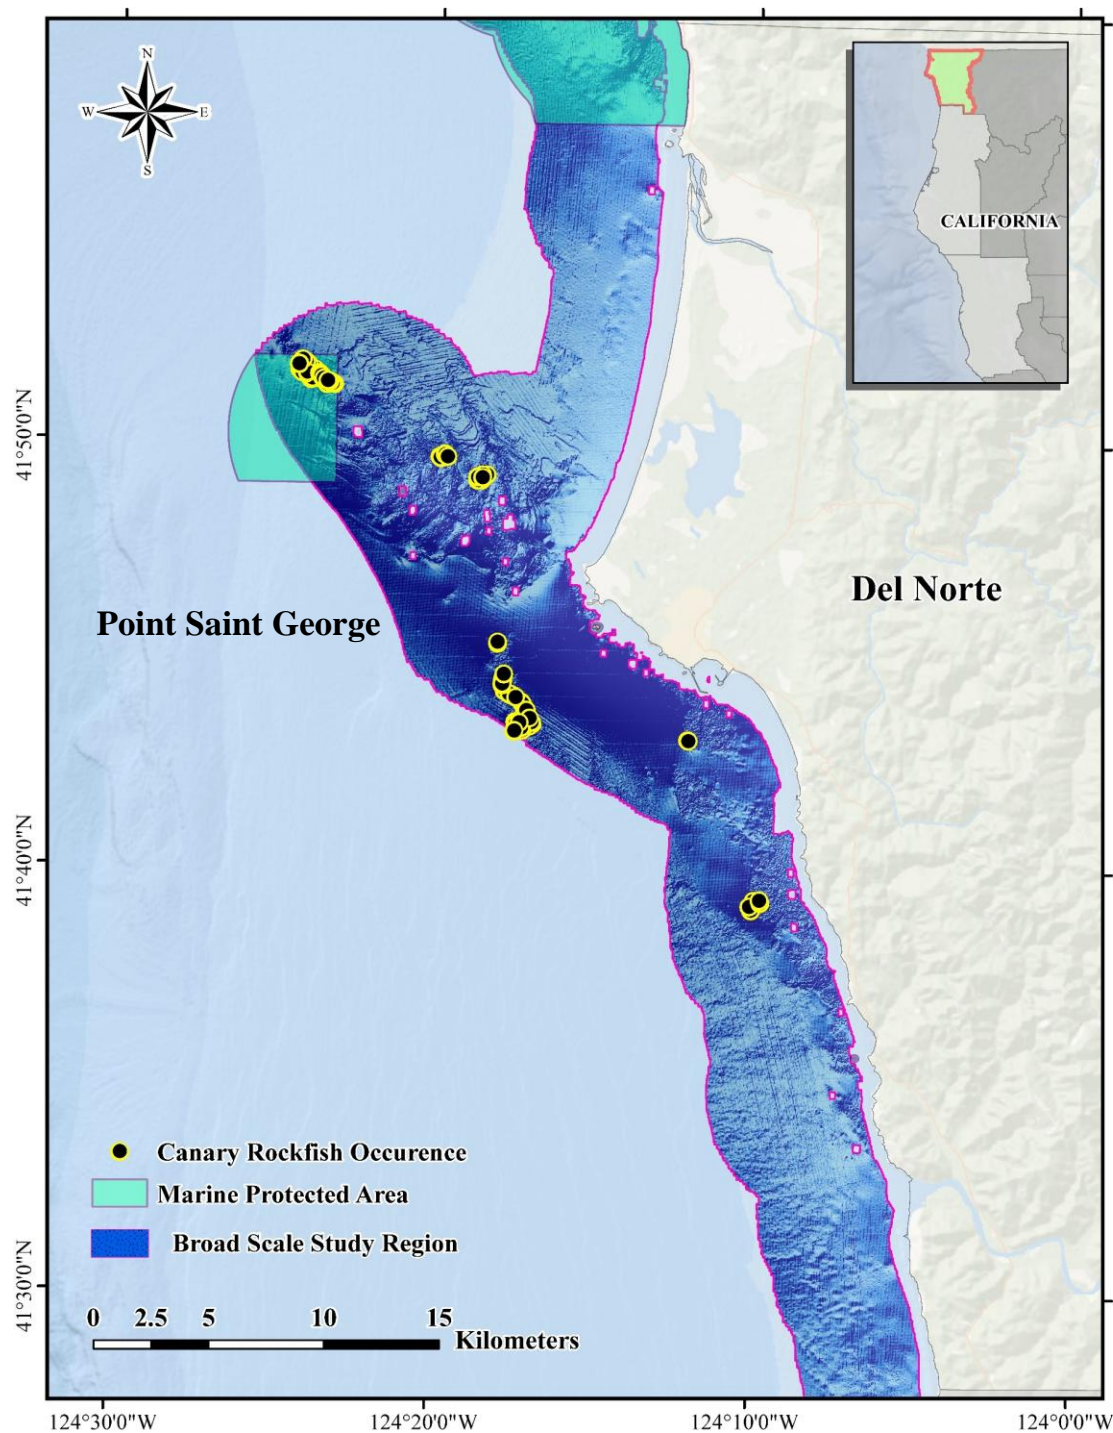 N
W
E
S
CALIFORNIA
41°50'0"N
Del Norte
Point Saint George
41°40'0"N
Canary Rockfish Occurence
Marine Protected Area
Broad Scale Study Region
41°30'0"N
0 2.5 5 10 15
Kilometers
124°30'0"W 124°20'0"W 124°10'0"W 124°0'0"W